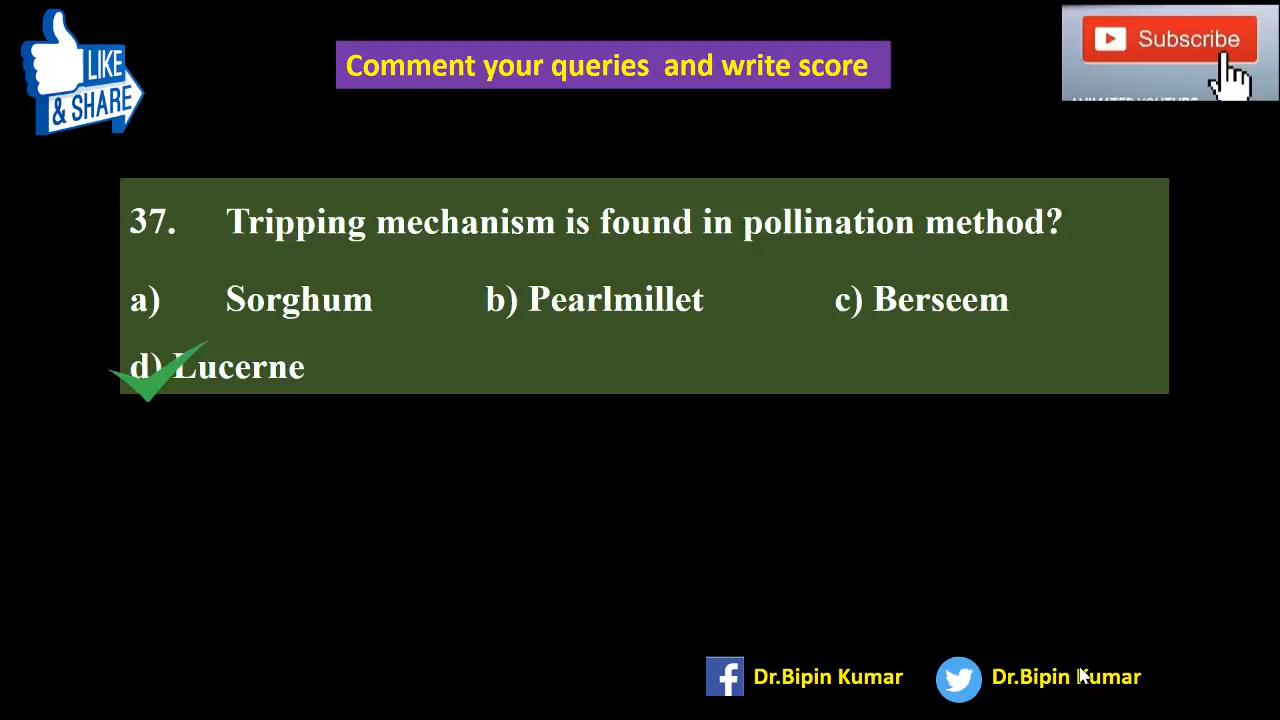 LIKE
& SHARE
Comment your queries and write score
Subscribe
37. Tripping mechanism is found in pollination method?
a) Sorghum b) Pearlmillet c) Berseem
d) Lucerne
Dr.Bipin Kumar Dr.Bipin Kumar